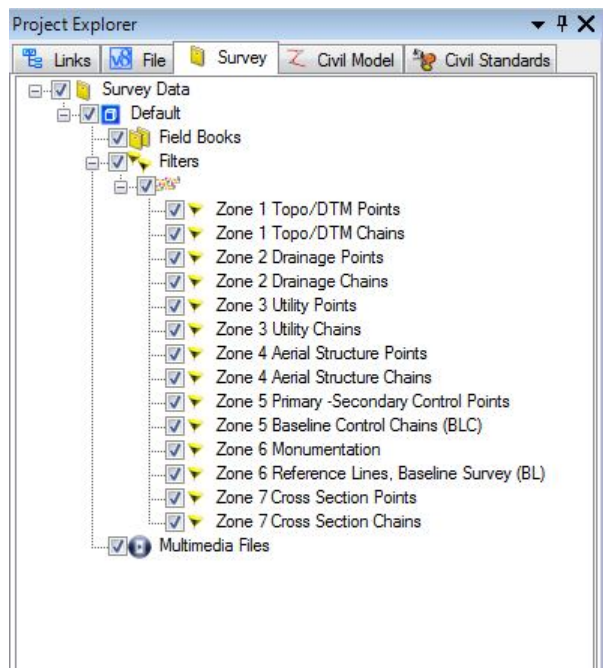 Project Explorer
Links File Survey Civil Model Civil Standards
Survey Data
Default
Field Books
Filters
Zone 1 Topo/DTM Points
Zone 1 Topo/DTM Chains
Zone 2 Drainage Points
Zone 2 Drainage Chains
Zone 3 Utility Points
Zone 3 Utility Chains
Zone 4 Aerial Structure Points
Zone 4 Aerial Structure Chains
Zone 5 Primary -Secondary Control Points
Zone 5 Baseline Control Chains (BLC)
Zone 6 Monumentation
Zone 6 Reference Lines, Baseline Survey (BL)
Zone 7 Cross Section Points
Zone 7 Cross Section Chains
Multimedia Files